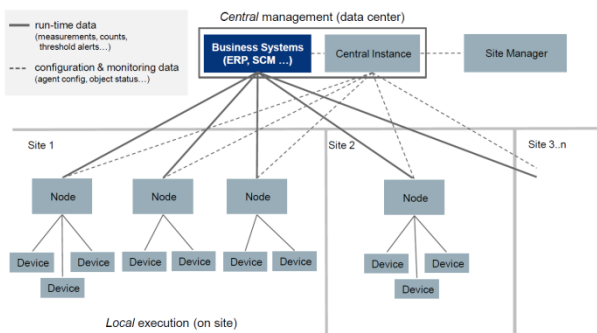 Central management (data center)
run-time data
(measurements, counts,
threshold alerts…)
configuration & monitoring data
(agent config, object status…)
Business Systems
(ERP, SCM …)
Central Instance
Site Manager
Site 1
Site 2
Site 3..n
Node
Node
Node
Node
Device
Device
Device
Device
Device
Device
Device
Device
Device
Device
Local execution (on site)